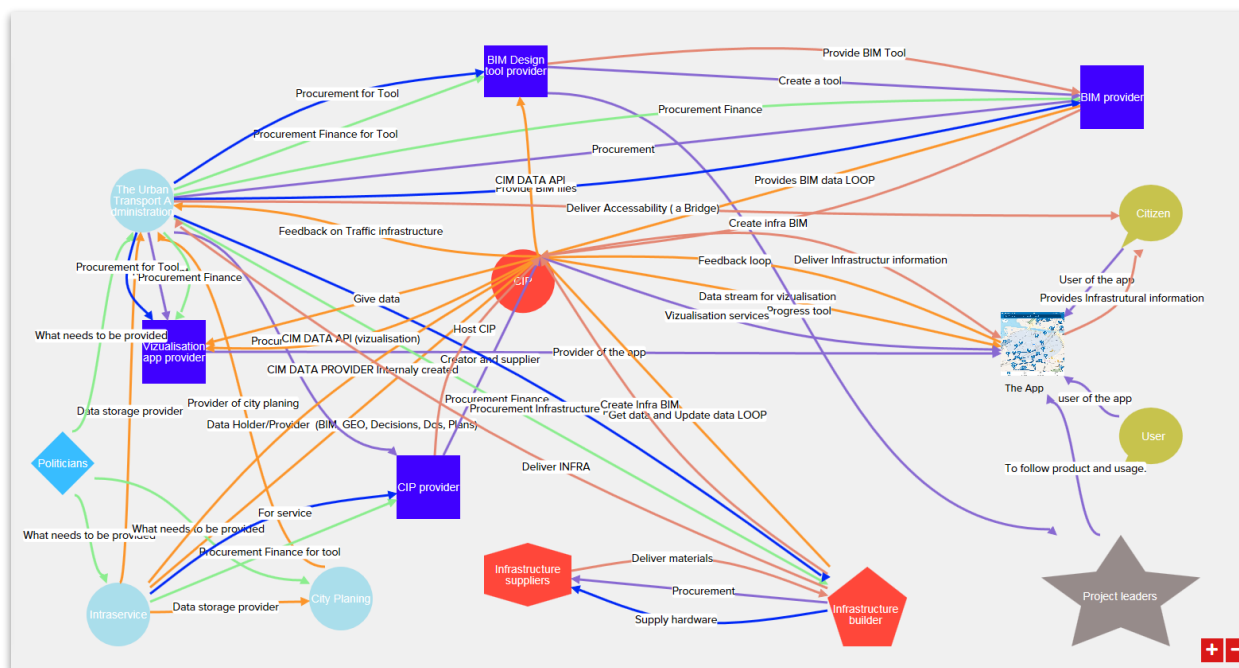 BIM Design
tool provider
Provide BIM Tool
Create a tool
BIM provider
Procurement for Tool
Procurement Finance
Procurement Finance for Tool
Procurement
The Urban
Transport A
dministration
CIM DATA API
Provide BIM files
Provides BIM data LOOP
Deliver Accessability ( a Bridge)
Citizen
Create infra BIM
Feedback on Traffic infrastructure
Feedback loop
Deliver Infrastructur information
Procurement for Tool
Procurement Finance
CIP
User of the app
Give data
Data stream for vizualisation
Provides Infrastrutural information
Progress tool
Vizualisation services
What needs to be provided
Host CIP
Vizualisation
app provider
CIM DATA API (vizualisation)
Creator and supplier
Provider of the app
CIM DATA PROVIDER Internaly created
The App
user of the app
Provider of city planing
Procurement Finance
Create Infra BIM
Data storage provider
Procurement Infrastructure
Get data and Update data LOOP
Data Holder/Provider (BIM, GEO, Decisions, Dos, Plans)
User
Politicians
Deliver INFRA
To follow product and usage.
CIP provider
For service
What needs to be provided
What needs to be provided
Procurement Finance for tool
Deliver materials
Infrastructure
suppliers
Procurement
Project leaders
Intraservice
Data storage provider
City Planing
Infrastructure
builder
Supply hardware